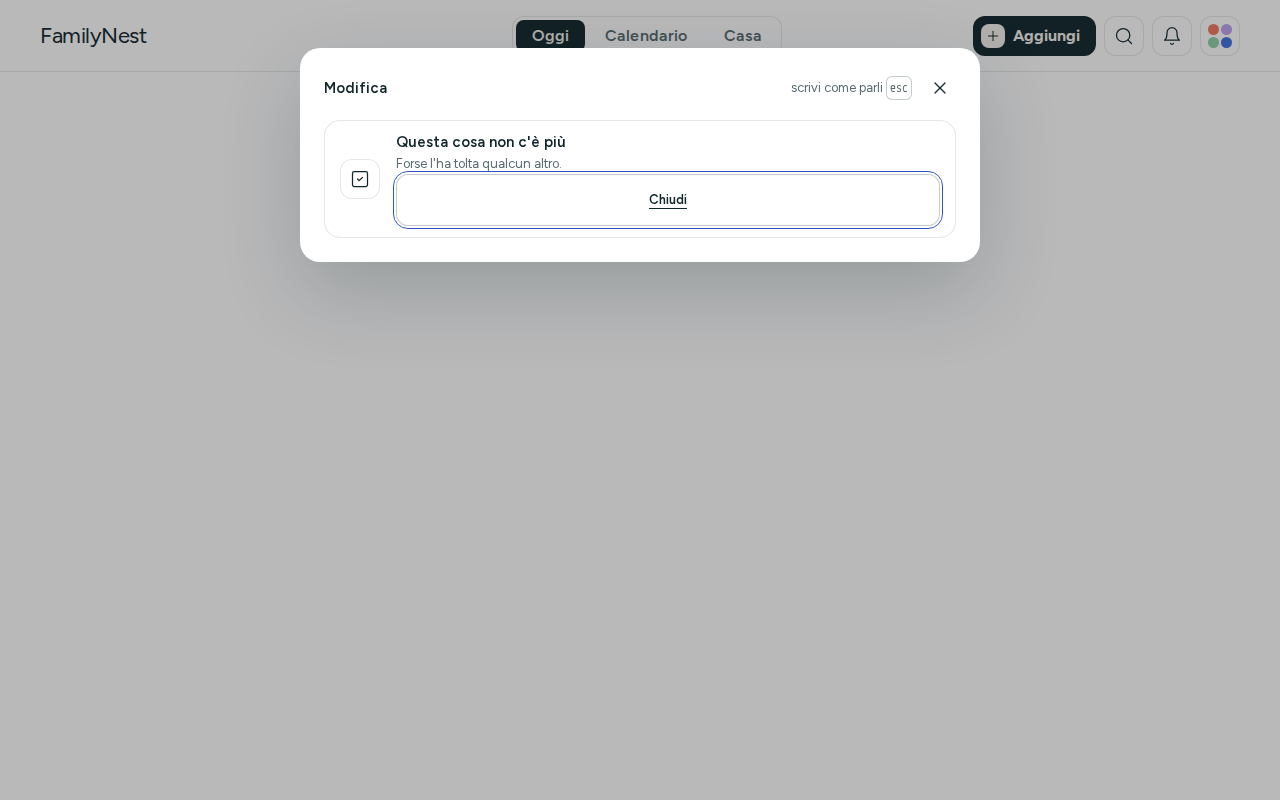 FamilyNest
Oggi
Calendario
Casa
Aggiungi
Modifica
scrivi come parli esc
Questa cosa non c'è più
Forse l'ha tolta qualcun altro.
Chiudi